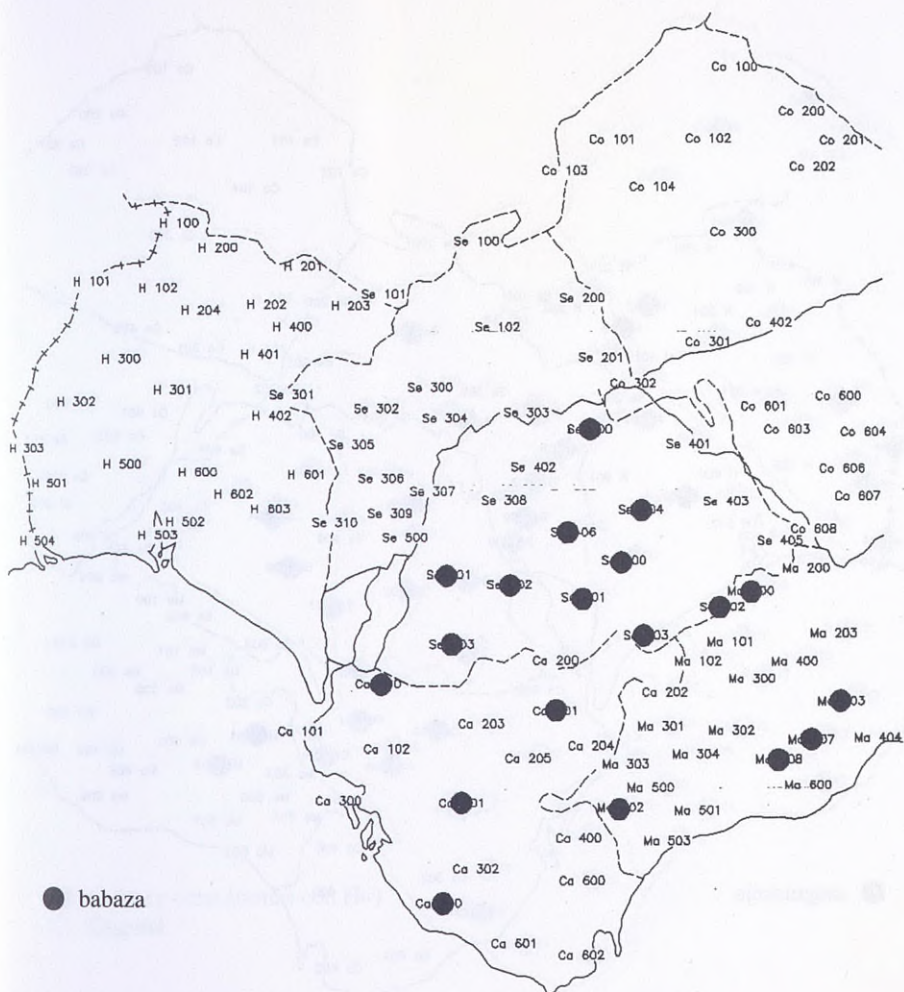 Co 100
Co 200
Co 101
Co 102
Co 201
Co 103
Co 202
Co 104
H 100
Co 300
H 200
Se 100
H 201
H 101
H 102
Se 101
Se 200
H 202
H 203
H 204
Co 402
H 400
Se 102
Co 301
H 401
H 300
Se 201
Co 302
H 301
Se 300
Se 301
Co 600
H 302
Se 302
Co 601
H 402
Se 304
Se 303
Co 603
Co 604
H 303
Se 305
Se 401
H 500
H 600
Se 402
Co 606
H 501
H 601
Se 306
Se 307
H 602
Se 308
Se 403
Co 607
H 603
Se 309
H 502
Se 310
Co 608
H 504
H 503
Se 500
Se 405
Ma 200
Ma 203
Ma 101
Ca 200
Ma 102
Ma 400
Ma 300
Ca 202
Ca 203
Ma 301
Ma 302
Ca 101
Ma 404
Ca 102
Ca 204
Ca 205
Ma 303
Ma 304
Ma 500
Ma 600
Ca 300
Ma 501
Ca 400
Ma 503
Ca 302
Ca 600
babaza
Ca 601
Ca 602